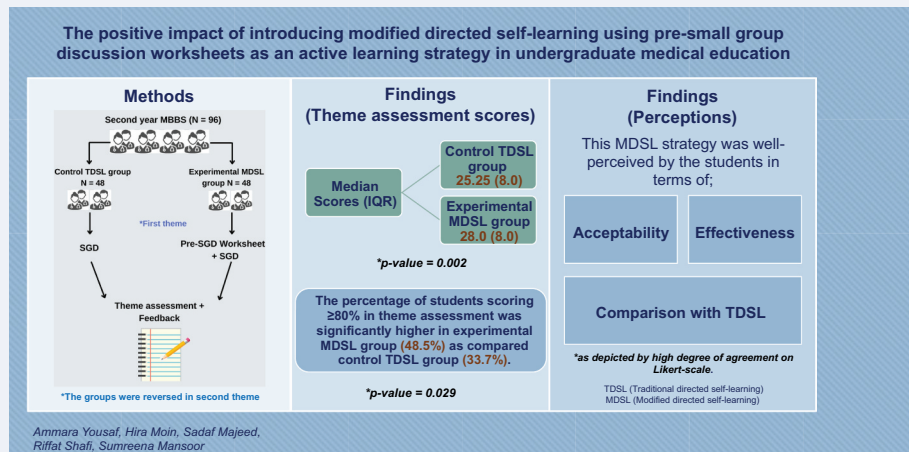 The positive impact of introducing modified directed self-learning using pre-small group
discussion worksheets as an active learning strategy in undergraduate medical education
Methods
Second year MBBS (N = 96)
Control TDSL group
N = 48
Experimental MDSL
group N = 48
*First theme
SGD
Pre-SGD Worksheet
+ SGD
Theme assessment +
Feedback
*The groups were reversed in second theme
Findings
(Theme assessment scores)
Median
Scores (IQR)
Control TDSL
group
25.25 (8.0)
Experimental
MDSL group
28.0 (8.0)
*p-value = 0.002
The percentage of students scoring
≥80% in theme assessment was
significantly higher in experimental
MDSL group (48.5%) as compared
control TDSL group (33.7%).
*p-value = 0.029
Findings
(Perceptions)
This MDSL strategy was well-
perceived by the students in
terms of;
Acceptability
Effectiveness
Comparison with TDSL
*as depicted by high degree of agreement on
Likert-scale.
TDSL (Traditional directed self-learning)
MDSL (Modified directed self-learning)
Ammara Yousaf, Hira Moin, Sadaf Majeed,
Riffat Shafi, Sumreena Mansoor